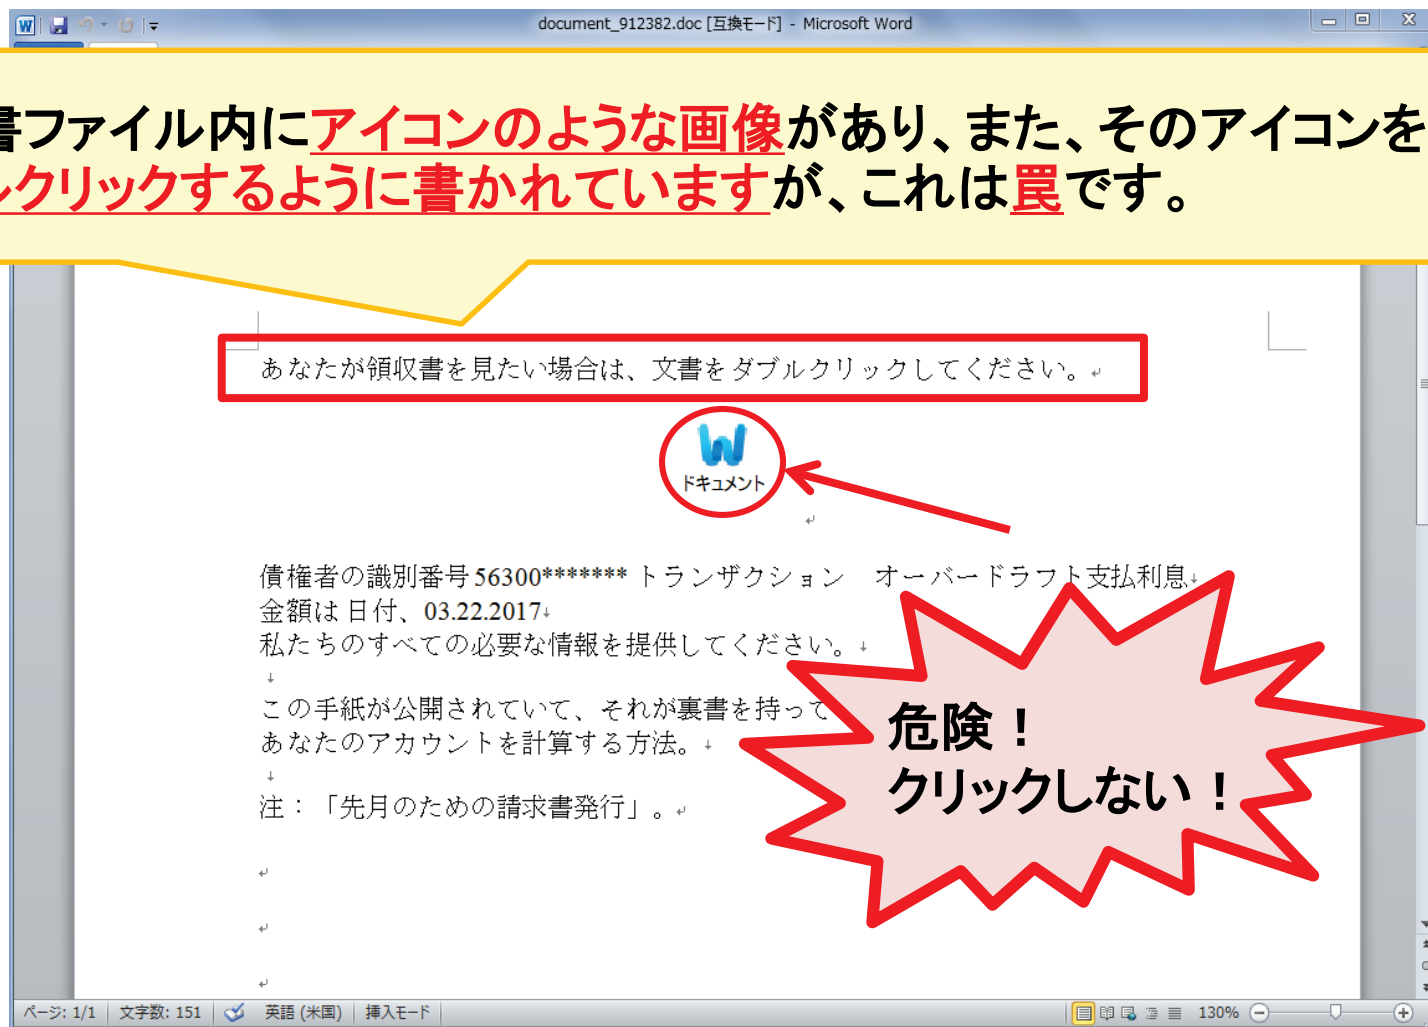 document_912382.doc [互換モード] - Microsoft Word
書ファイル内にアイコンのような画像があり、また、そのアイコンを
ルクリックするように書かれていますが、これは罠です。
あなたが領収書を見たい場合は、文書をダブルクリックしてください。
ドキュメント
債権者の識別番号 56300******* トランザクション　オーバードラフト支払利息
金額は 日付、03.22.2017
私たちのすべての必要な情報を提供してください。
この手紙が公開されていて、それが裏書を持って
あなたのアカウントを計算する方法。
注：「先月のための請求書発行」。
危険！
クリックしない！
ページ: 1/1 文字数: 151 英語 (米国) 挿入モード 130%